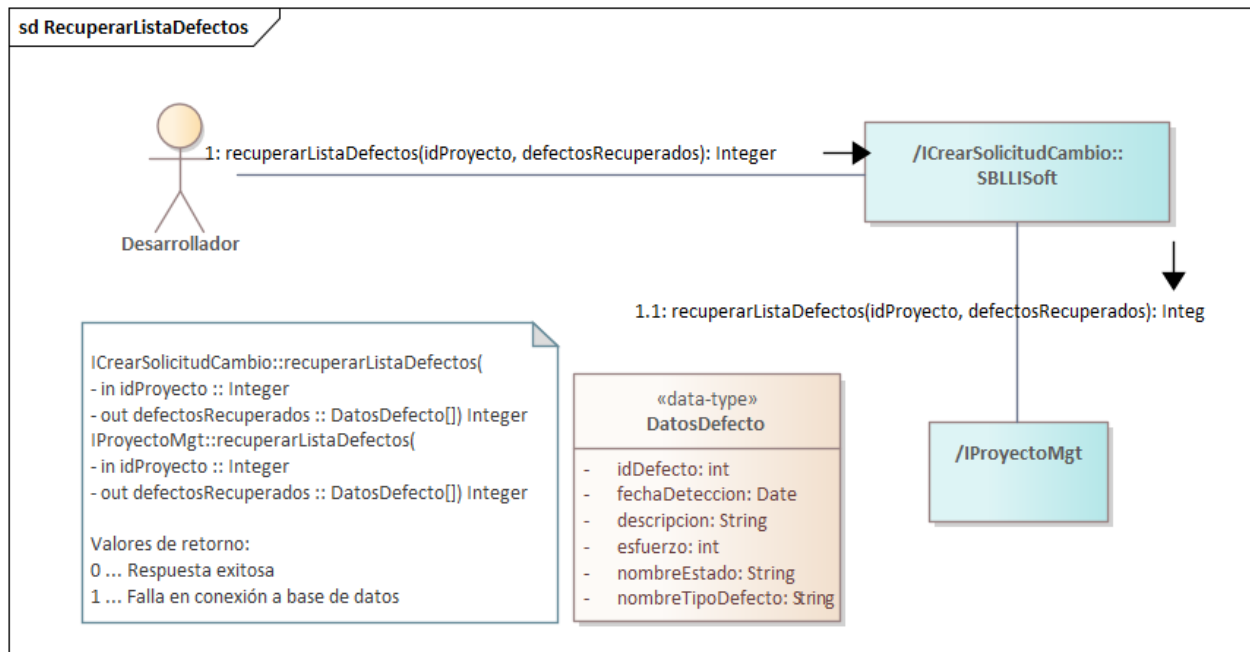 sd RecuperarListaDefectos
1: recuperarListaDefectos(idProyecto, defectosRecuperados): Integer
/ICrearSolicitudCambio::
SBLLISoft
Desarrollador
1.1: recuperarListaDefectos(idProyecto, defectosRecuperados): Integ
ICrearSolicitudCambio::recuperarListaDefectos(
- in idProyecto :: Integer
- out defectosRecuperados :: DatosDefecto[]) Integer
IProyectoMgt::recuperarListaDefectos(
- in idProyecto :: Integer
- out defectosRecuperados :: DatosDefecto[]) Integer
Valores de retorno:
0 ... Respuesta exitosa
1 ... Falla en conexión a base de datos
«data-type»
DatosDefecto
- idDefecto: int
- fechaDeteccion: Date
- descripcion: String
- esfuerzo: int
- nombreEstado: String
- nombreTipoDefecto: String
/IProyectoMgt